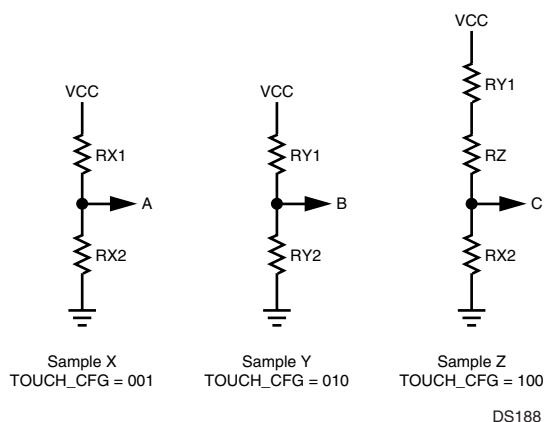 VCC
VCC
VCC
RY1
RX1
RY1
RZ
A
B
C
RX2
RY2
RX2
Sample X
TOUCH_CFG = 001
Sample Y
TOUCH_CFG = 010
Sample Z
TOUCH_CFG = 100
DS188